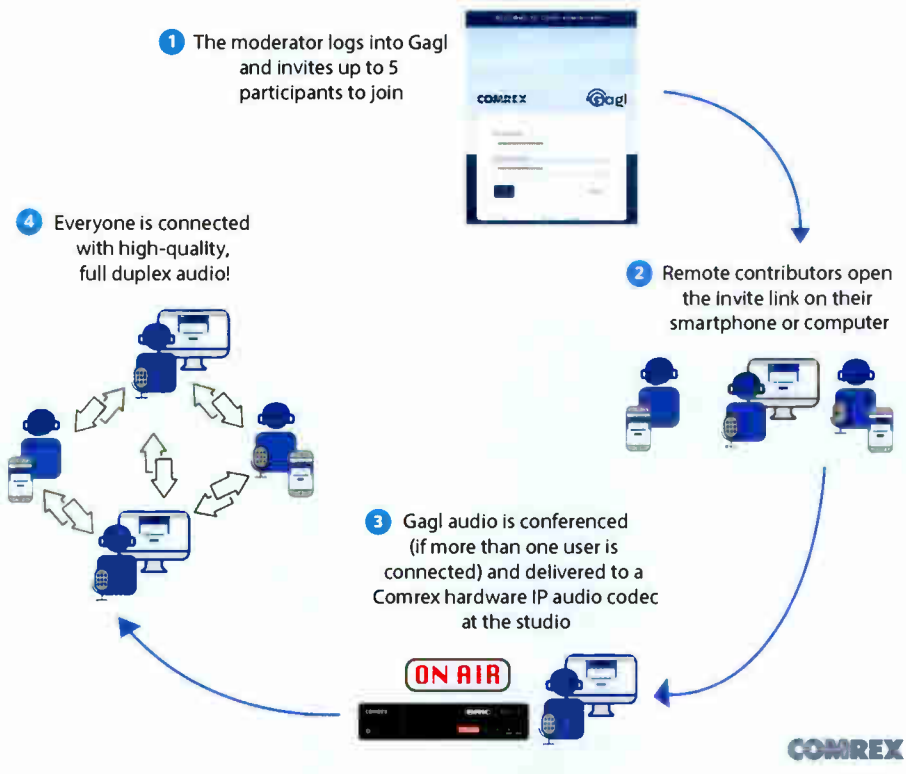 1 The moderator logs into Gagl
and invites up to 5
participants to join
COMREX Gagl
4 Everyone is connected
with high-quality,
full duplex audio!
2 Remote contributors open
the invite link on their
smartphone or computer
3 Gagl audio is conferenced
(if more than one user is
connected) and delivered to a
Comrex hardware IP audio codec
at the studio
ON AIR
COMREX
COMREX